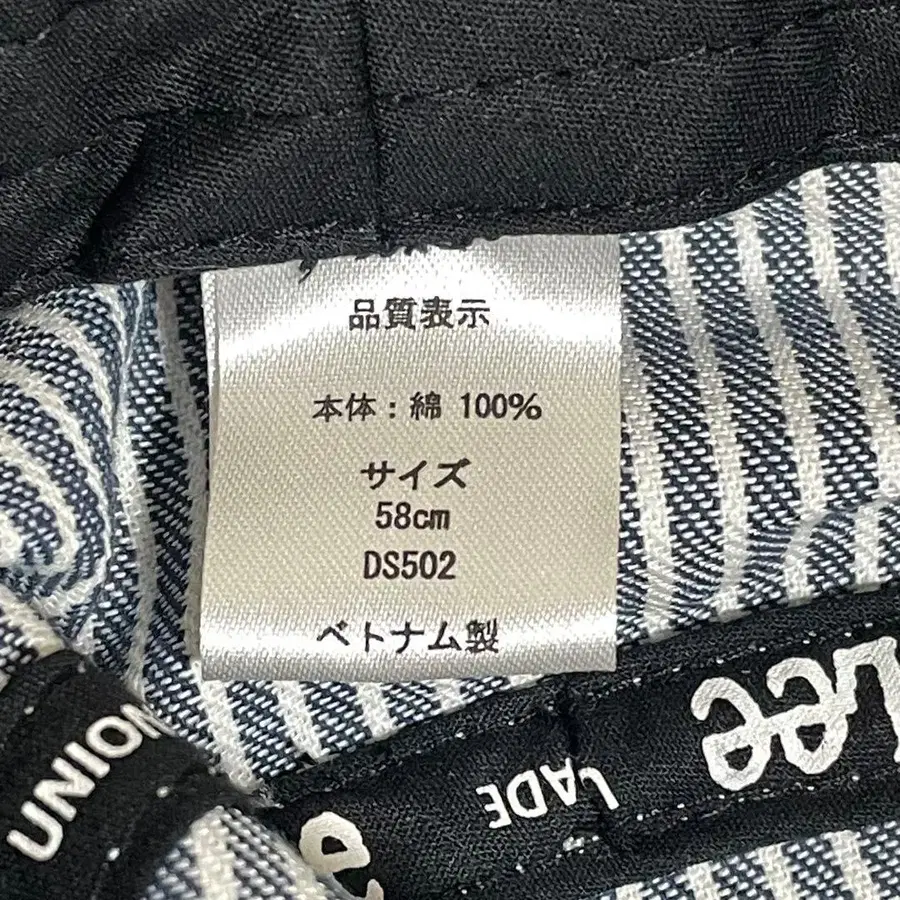 品質表示
本体：綿 100%
サイズ
58cm
DS502
ベトナム製
Lee
UNION